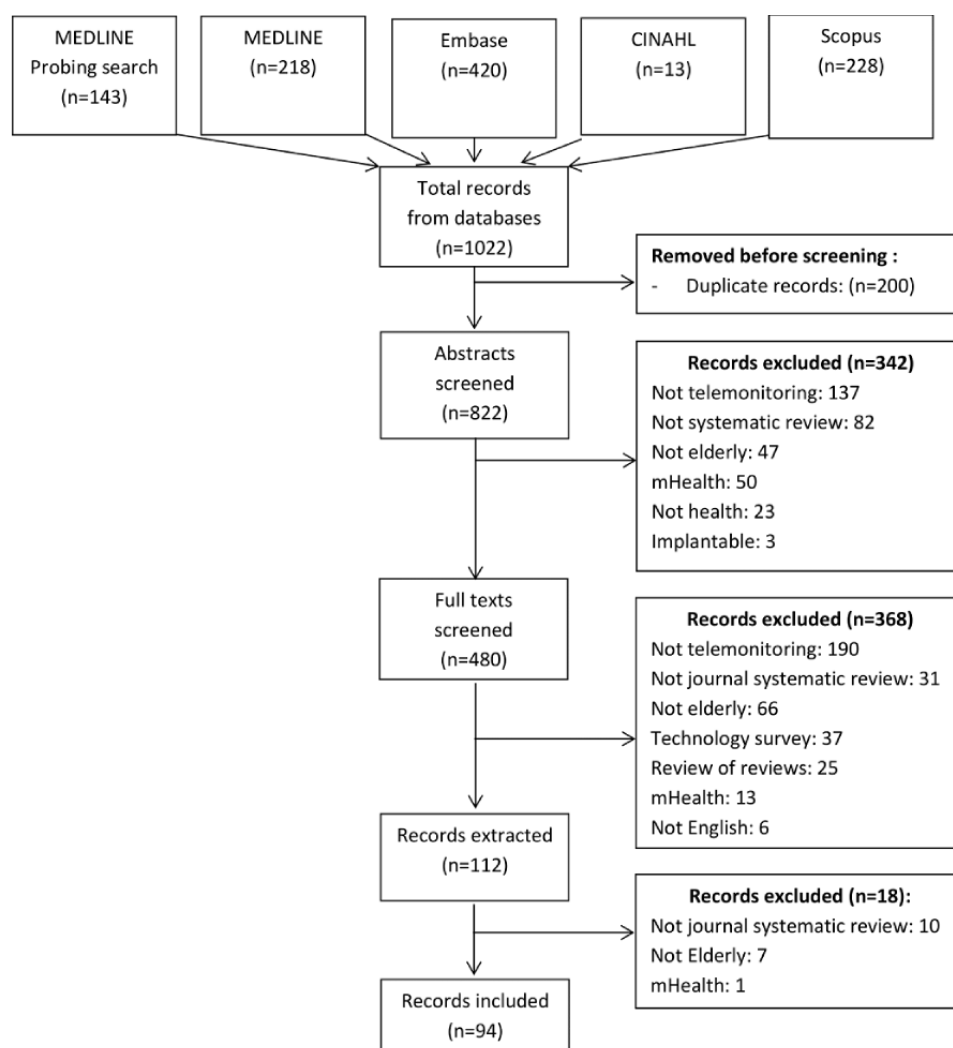 MEDLINE
Probing search
(n=143)
MEDLINE
(n=218)
Embase
(n=420)
CINAHL
(n=13)
Scopus
(n=228)
Total records
from databases
(n=1022)
Removed before screening :
- Duplicate records: (n=200)
Abstracts
screened
(n=822)
Records excluded (n=342)
Not telemonitoring: 137
Not systematic review: 82
Not elderly: 47
mHealth: 50
Not health: 23
Implantable: 3
Full texts
screened
(n=480)
Records excluded (n=368)
Not telemonitoring: 190
Not journal systematic review: 31
Not elderly: 66
Technology survey: 37
Review of reviews: 25
mHealth: 13
Not English: 6
Records extracted
(n=112)
Records excluded (n=18):
Not journal systematic review: 10
Not Elderly: 7
mHealth: 1
Records included
(n=94)